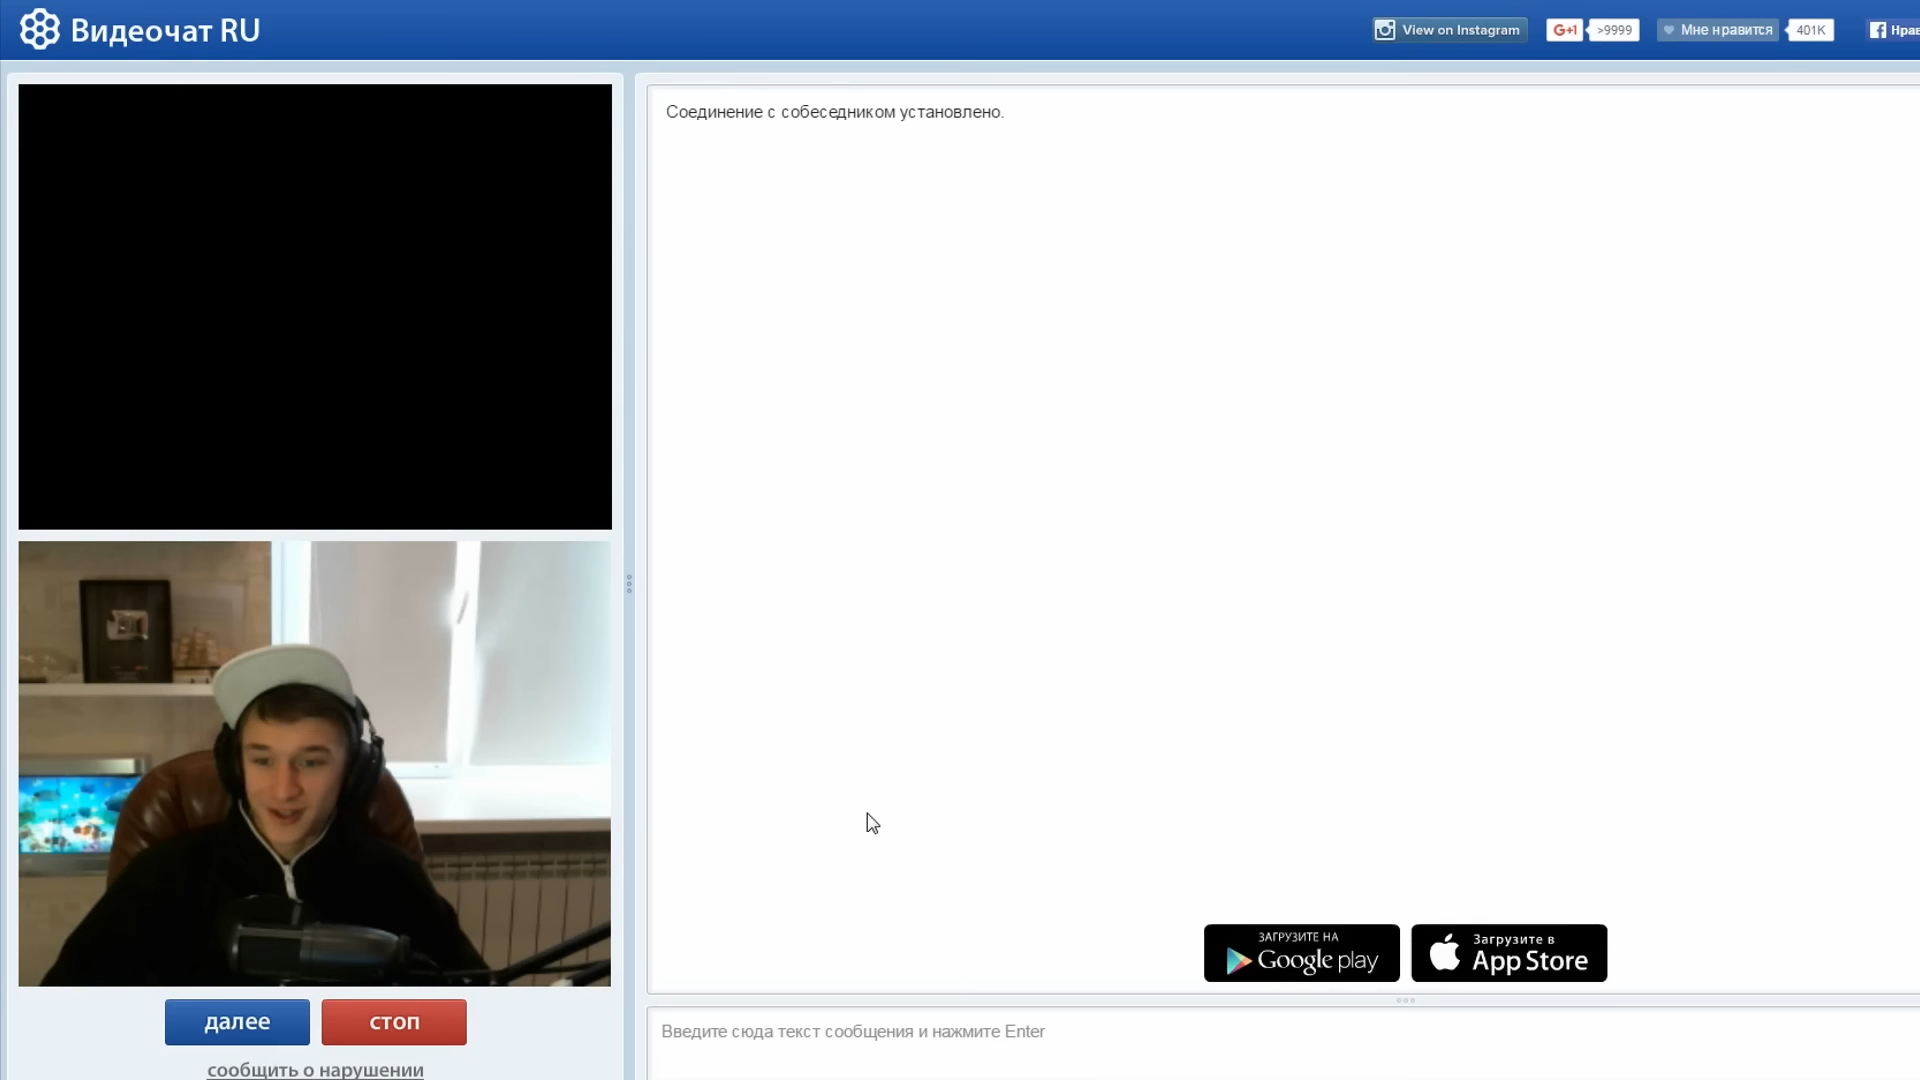 Видеочат RU
View on Instagram
G+1
>9999
Мне нравится
401K
Нрав
Соединение с собеседником установлено.
ЗАГРУЗИТЕ НА
Google play
Загрузите в
App Store
далее
стоп
Введите сюда текст сообщения и нажмите Enter
сообщить о нарушении